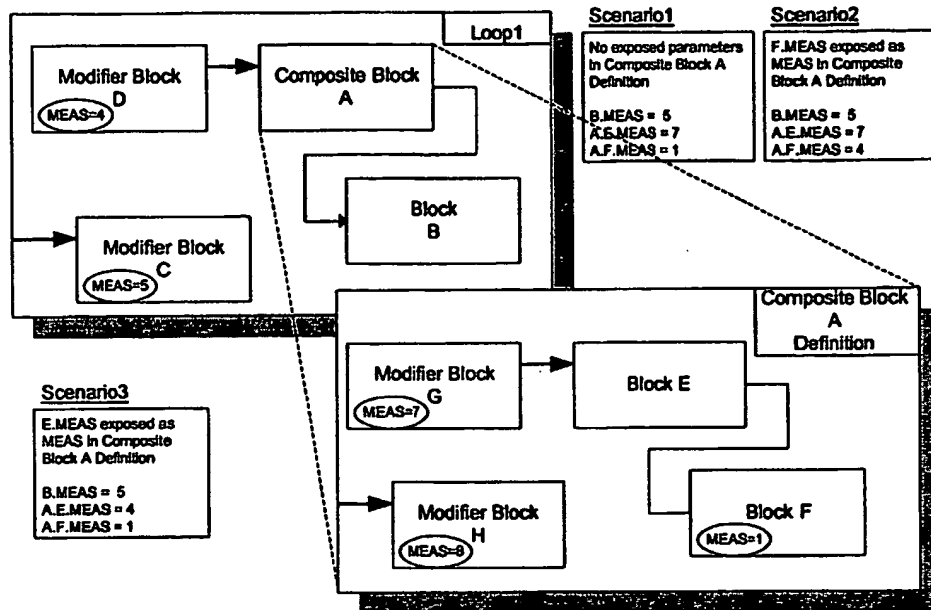 Loop1
Modifier Block
D
MEAS=4
Composite Block
A
Block
B
Modifier Block
C
MEAS=5
Scenario1
No exposed parameters
in Composite Block A
Definition
B.MEAS = 5
A.E.MEAS = 7
A.F.MEAS = 1
Scenario2
F.MEAS exposed as
MEAS in Composite
Block A Definition
B.MEAS = 5
A.E.MEAS = 7
A.F.MEAS = 4
Composite Block
A
Definition
Modifier Block
G
MEAS=7
Block E
Modifier Block
H
Block F
MEAS=1
Scenario3
E.MEAS exposed as
MEAS in Composite
Block A Definition
B.MEAS = 5
A.E.MEAS = 4
A.F.MEAS = 1